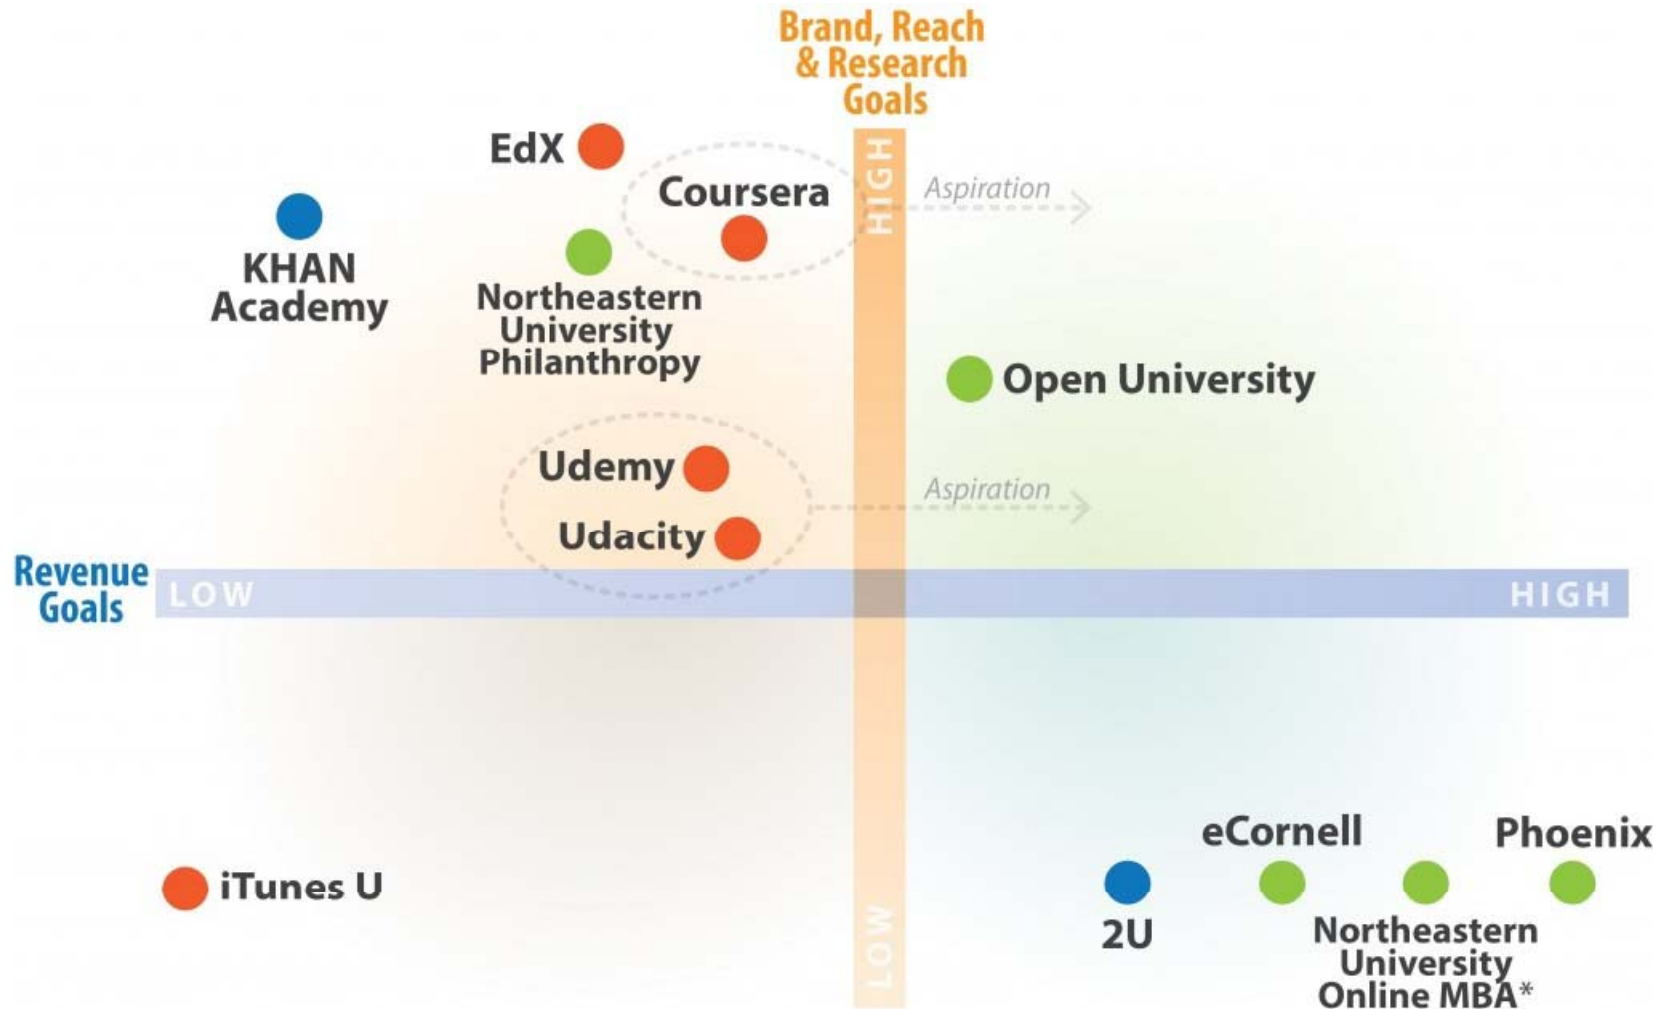 Brand, Reach
& Research
Goals
HIGH
EdX
Coursera
Aspiration
KHAN
Academy
Northeastern
University
Philanthropy
Open University
Udemy
Aspiration
Udacity
Revenue
Goals
LOW
HIGH
eCornell
Phoenix
iTunes U
2U
LOW
Northeastern
University
Online MBA*